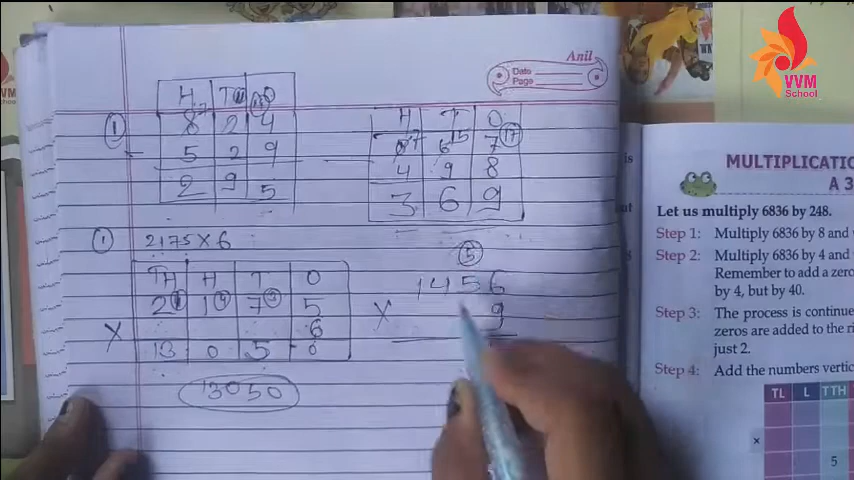 Anil
Date
Page
VVM
School
H T O
8 2 4
5 2 9
2 9 5
H T O
8 6 7
4 9 8
3 6 9
① 2175 × 6
TH H T O
2 1 7 5
× 6
13 0 5 0
13050
5
1456
× 9
MULTIPLICATIO
A 3
Let us multiply 6836 by 248.
Step 1: Multiply 6836 by 8 and
Step 2: Multiply 6836 by 4 and
Remember to add a zero
by 4, but by 40.
Step 3: The process is continue
zeros are added to the ri
just 2.
Step 4: Add the numbers vertic
TL L TTH
×
5